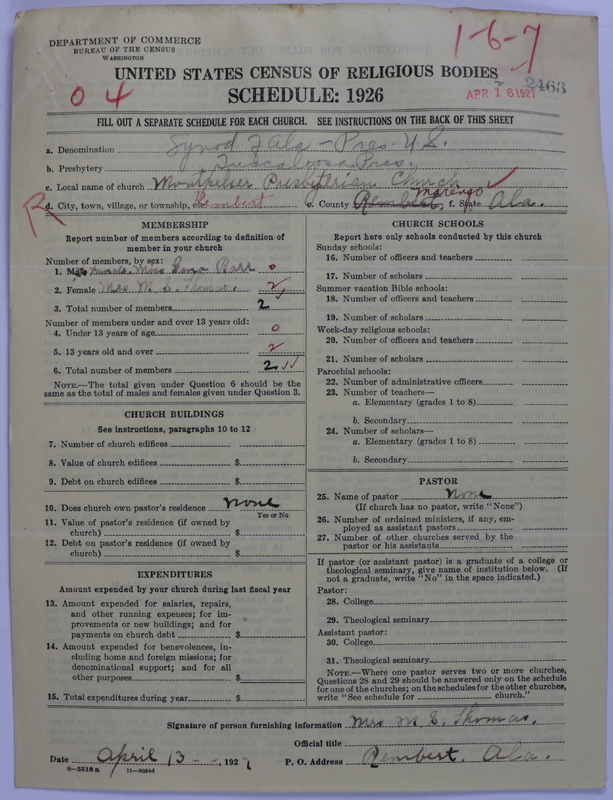 DEPARTMENT OF COMMERCE
BUREAU OF THE CENSUS
WASHINGTON
1-6-7
UNITED STATES CENSUS OF RELIGIOUS BODIES
SCHEDULE: 1926
0 4
2463
APR 16 1927
FILL OUT A SEPARATE SCHEDULE FOR EACH CHURCH. SEE INSTRUCTIONS ON THE BACK OF THIS SHEET
a. Denomination Synod of Ala - Pres. U.S.
b. Presbytery Tuscaloosa Pres.
c. Local name of church Montpelier Presbyterian Church
R d. City, town, village, or township, etc. Rembert e. County Rembert Marengo f. State Ala.
MEMBERSHIP
Report number of members according to definition of member in your church
Number of members, by sex:
1. Male Female. Miss Barr 0
2. Female Mrs M. S. Thomas. 2
3. Total number of members 2
Number of members under and over 13 years old:
4. Under 13 years of age 0
5. 13 years old and over 2
6. Total number of members 2
NOTE.—The total given under Question 6 should be the same as the total of males and females given under Question 3.
CHURCH BUILDINGS
See instructions, paragraphs 10 to 12
7. Number of church edifices
8. Value of church edifices $
9. Debt on church edifices $
10. Does church own pastor's residence none
Yes or No
11. Value of pastor's residence (if owned by church) $
12. Debt on pastor's residence (if owned by church) $
EXPENDITURES
Amount expended by your church during last fiscal year
13. Amount expended for salaries, repairs, and other running expenses; for improvements or new buildings; and for payments on church debt $
14. Amount expended for benevolences, including home and foreign missions; for denominational support; and for all other purposes $
15. Total expenditures during year $
CHURCH SCHOOLS
Report here only schools conducted by this church
Sunday schools:
16. Number of officers and teachers
17. Number of scholars
Summer vacation Bible schools:
18. Number of officers and teachers
19. Number of scholars
Week-day religious schools:
20. Number of officers and teachers
21. Number of scholars
Parochial schools:
22. Number of administrative officers
23. Number of teachers—
a. Elementary (grades 1 to 8)
b. Secondary
24. Number of scholars—
a. Elementary (grades 1 to 8)
b. Secondary
PASTOR
25. Name of pastor None
(If church has no pastor, write "None")
26. Number of ordained ministers, if any, employed as assistant pastors
27. Number of other churches served by the pastor or his assistants
If pastor (or assistant pastor) is a graduate of a college or theological seminary, give name of institution below. (If not a graduate, write "No" in the space indicated.)
Pastor:
28. College
29. Theological seminary
Assistant pastor:
30. College
31. Theological seminary
NOTE.—Where one pastor serves two or more churches, Questions 28 and 29 should be answered only on the schedule for one of the churches; on the schedules for the other churches, write "See schedule for church."
Signature of person furnishing information Mrs M. S. Thomas.
Official title
Date April 13 - -, 1927 P. O. Address Rembert. Ala.